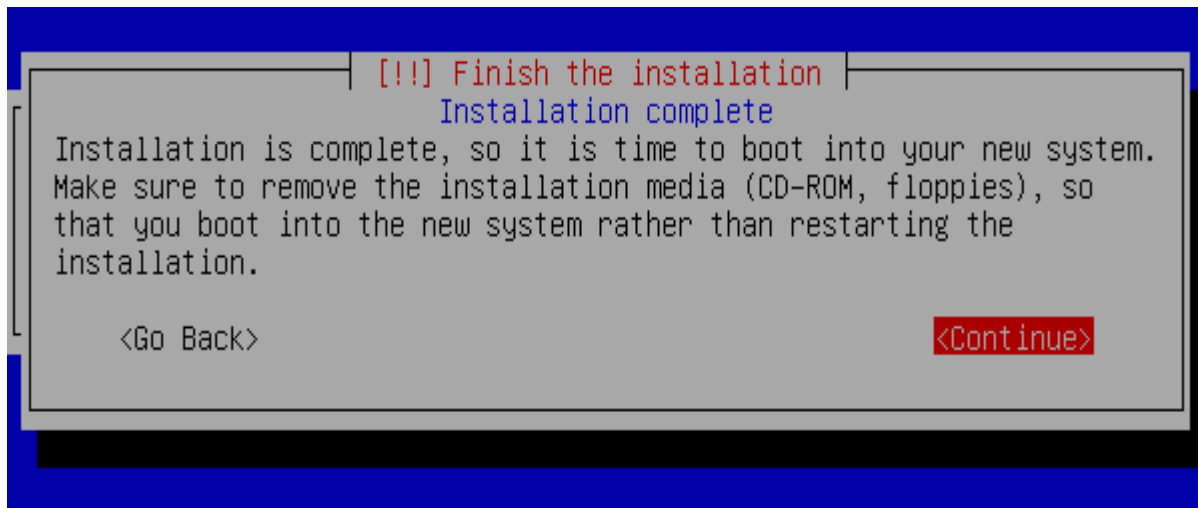 [!!] Finish the installation
Installation complete
Installation is complete, so it is time to boot into your new system.
Make sure to remove the installation media (CD-ROM, floppies), so
that you boot into the new system rather than restarting the
installation.
<Go Back> <Continue>